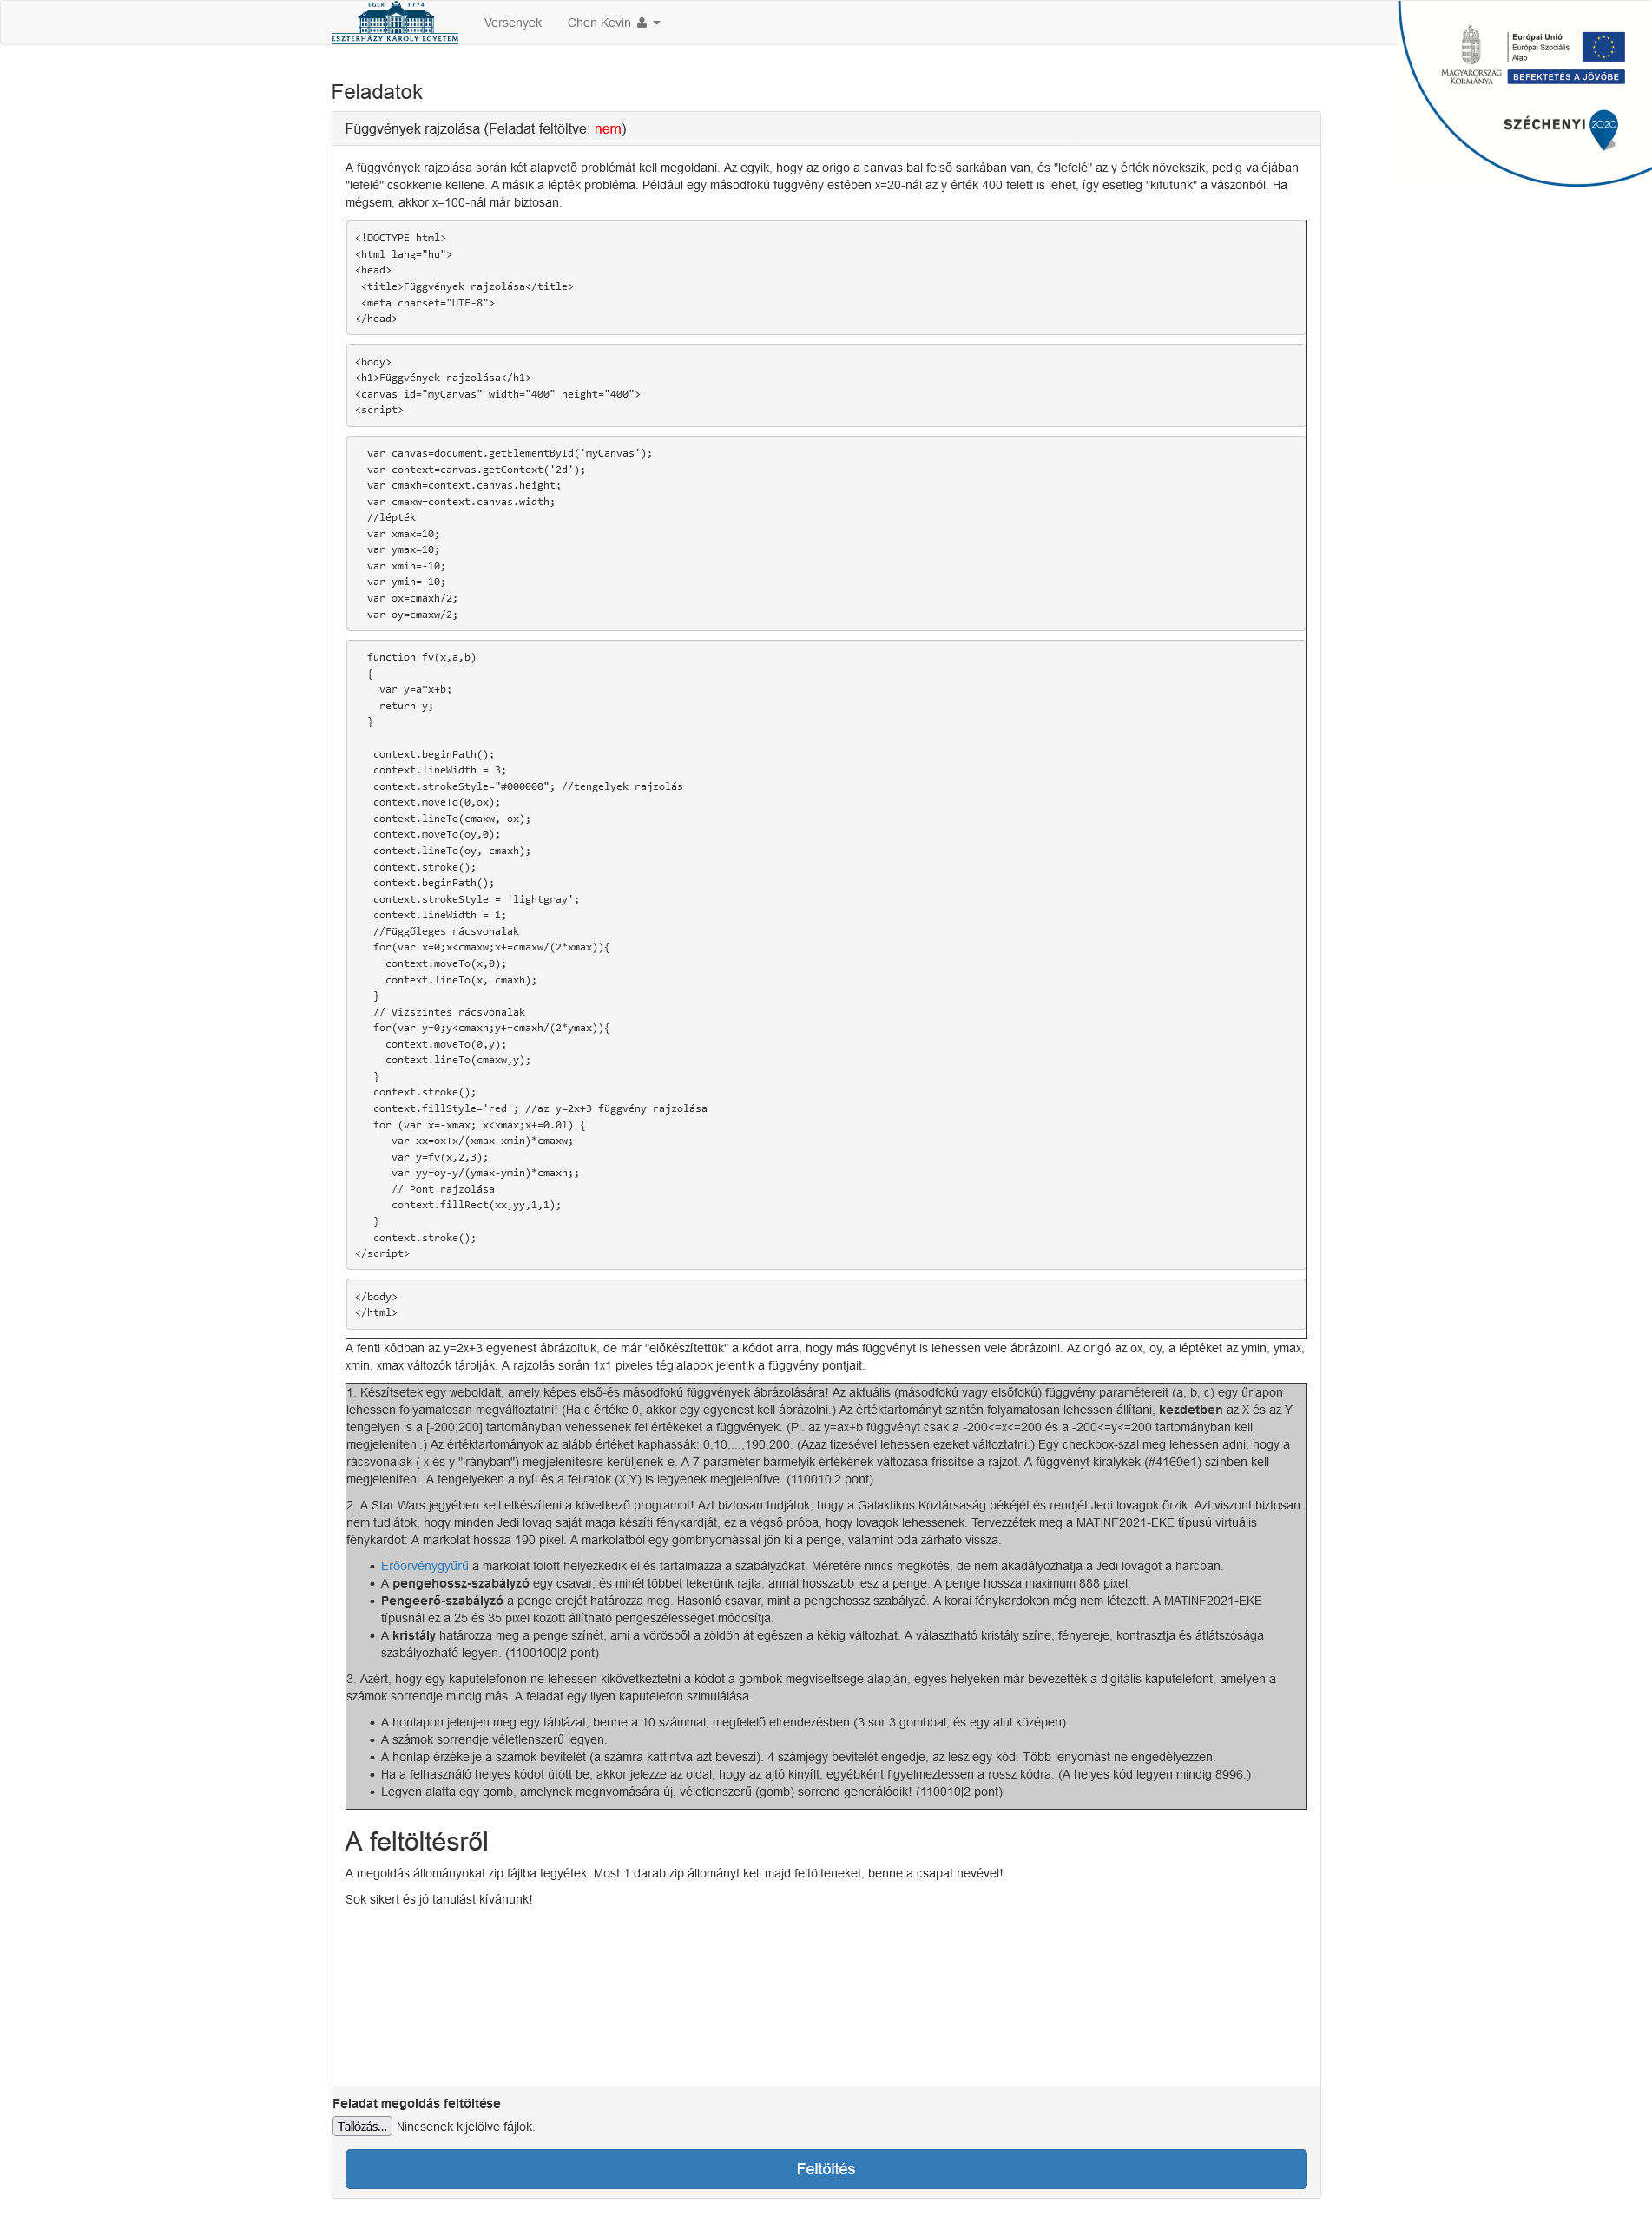 EGER 1774
ESZTERHÁZY KÁROLY EGYETEM
Versenyek
Chen Kevin
MAGYARORSZÁG
KORMÁNYA
Európai Unió
Európai Szociális
Alap
BEFEKTETÉS A JÖVŐBE
SZÉCHENYI 2020
Feladatok
Függvények rajzolása (Feladat feltöltve: nem)
A függvények rajzolása során két alapvető problémát kell megoldani. Az egyik, hogy az origo a canvas bal felső sarkában van, és "lefelé" az y érték növekszik, pedig valójában
"lefelé" csökkenie kellene. A másik a lépték probléma. Például egy másodfokú függvény estében x=20-nál az y érték 400 felett is lehet, így esetleg "kifutunk" a vászonból. Ha
mégsem, akkor x=100-nál már biztosan.
<!DOCTYPE html>
<html lang="hu">
<head>
 <title>Függvények rajzolása</title>
 <meta charset="UTF-8">
</head>
<body>
<h1>Függvények rajzolása</h1>
<canvas id="myCanvas" width="400" height="400">
<script>
  var canvas=document.getElementById('myCanvas');
  var context=canvas.getContext('2d');
  var cmaxh=context.canvas.height;
  var cmaxw=context.canvas.width;
  //lépték
  var xmax=10;
  var ymax=10;
  var xmin=-10;
  var ymin=-10;
  var ox=cmaxh/2;
  var oy=cmaxw/2;
  function fv(x,a,b)
  {
    var y=a*x+b;
    return y;
  }
   context.beginPath();
   context.lineWidth = 3;
   context.strokeStyle="#000000"; //tengelyek rajzolás
   context.moveTo(0,ox);
   context.lineTo(cmaxw, ox);
   context.moveTo(oy,0);
   context.lineTo(oy, cmaxh);
   context.stroke();
   context.beginPath();
   context.strokeStyle = 'lightgray';
   context.lineWidth = 1;
   //Függőleges rácsvonalak
   for(var x=0;x<cmaxw;x+=cmaxw/(2*xmax)){
     context.moveTo(x,0);
     context.lineTo(x, cmaxh);
   }
   // Vizszintes rácsvonalak
   for(var y=0;y<cmaxh;y+=cmaxh/(2*ymax)){
     context.moveTo(0,y);
     context.lineTo(cmaxw,y);
   }
   context.stroke();
   context.fillStyle='red'; //az y=2x+3 függvény rajzolása
   for (var x=-xmax; x<xmax;x+=0.01) {
      var xx=ox+x/(xmax-xmin)*cmaxw;
      var y=fv(x,2,3);
      var yy=oy-y/(ymax-ymin)*cmaxh;;
      // Pont rajzolása
      context.fillRect(xx,yy,1,1);
   }
   context.stroke();
</script>
</body>
</html>
A fenti kódban az y=2x+3 egyenest ábrázoltuk, de már "előkészítettük" a kódot arra, hogy más függvényt is lehessen vele ábrázolni. Az origó az ox, oy, a léptéket az ymin, ymax,
xmin, xmax változók tárolják. A rajzolás során 1x1 pixeles téglalapok jelentik a függvény pontjait.
1. Készítsetek egy weboldalt, amely képes első-és másodfokú függvények ábrázolására! Az aktuális (másodfokú vagy elsőfokú) függvény paramétereit (a, b, c) egy űrlapon
lehessen folyamatosan megváltoztatni! (Ha c értéke 0, akkor egy egyenest kell ábrázolni.) Az értéktartományt szintén folyamatosan lehessen állítani, kezdetben az X és az Y
tengelyen is a [-200;200] tartományban vehessenek fel értékeket a függvények. (Pl. az y=ax+b függvényt csak a -200<=x<=200 és a -200<=y<=200 tartományban kell
megjeleníteni.) Az értéktartományok az alább értéket kaphassák: 0,10,...,190,200. (Azaz tizesével lehessen ezeket változtatni.) Egy checkbox-szal meg lehessen adni, hogy a
rácsvonalak ( x és y "irányban") megjelenítésre kerüljenek-e. A 7 paraméter bármelyik értékének változása frissítse a rajzot. A függvényt királykék (#4169e1) színben kell
megjeleníteni. A tengelyeken a nyíl és a feliratok (X,Y) is legyenek megjelenítve. (110010|2 pont)
2. A Star Wars jegyében kell elkészíteni a következő programot! Azt biztosan tudjátok, hogy a Galaktikus Köztársaság békéjét és rendjét Jedi lovagok őrzik. Azt viszont biztosan
nem tudjátok, hogy minden Jedi lovag saját maga készíti fénykardját, ez a végső próba, hogy lovagok lehessenek. Tervezzétek meg a MATINF2021-EKE típusú virtuális
fénykardot: A markolat hossza 190 pixel. A markolatból egy gombnyomással jön ki a penge, valamint oda zárható vissza.
• Erőörvénygyűrű a markolat fölött helyezkedik el és tartalmazza a szabályzókat. Méretére nincs megkötés, de nem akadályozhatja a Jedi lovagot a harcban.
• A pengehossz-szabályzó egy csavar, és minél többet tekerünk rajta, annál hosszabb lesz a penge. A penge hossza maximum 888 pixel.
• Pengeerő-szabályzó a penge erejét határozza meg. Hasonló csavar, mint a pengehossz szabályzó. A korai fénykardokon még nem létezett. A MATINF2021-EKE
típusnál ez a 25 és 35 pixel között állítható pengeszélességet módosítja.
• A kristály határozza meg a penge színét, ami a vörösből a zöldön át egészen a kékig változhat. A választható kristály színe, fényereje, kontrasztja és átlátszósága
szabályozható legyen. (1100100|2 pont)
3. Azért, hogy egy kaputelefonon ne lehessen kikövetkeztetni a kódot a gombok megviseltsége alapján, egyes helyeken már bevezették a digitális kaputelefont, amelyen a
számok sorrendje mindig más. A feladat egy ilyen kaputelefon szimulálása.
• A honlapon jelenjen meg egy táblázat, benne a 10 számmal, megfelelő elrendezésben (3 sor 3 gombbal, és egy alul középen).
• A számok sorrendje véletlenszerű legyen.
• A honlap érzékelje a számok bevitelét (a számra kattintva azt beveszi). 4 számjegy bevitelét engedje, az lesz egy kód. Több lenyomást ne engedélyezzen.
• Ha a felhasználó helyes kódot ütött be, akkor jelezze az oldal, hogy az ajtó kinyílt, egyébként figyelmeztessen a rossz kódra. (A helyes kód legyen mindig 8996.)
• Legyen alatta egy gomb, amelynek megnyomására új, véletlenszerű (gomb) sorrend generálódik! (110010|2 pont)
A feltöltésről
A megoldás állományokat zip fájlba tegyétek. Most 1 darab zip állományt kell majd feltölteneket, benne a csapat nevével!
Sok sikert és jó tanulást kívánunk!
Feladat megoldás feltöltése
Tallózás... Nincsenek kijelölve fájlok.
Feltöltés